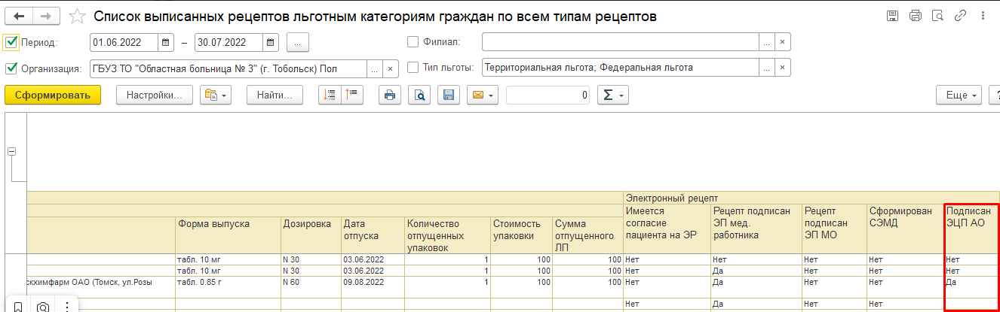 Список выписанных рецептов льготным категориям граждан по всем типам рецептов
Период: 01.06.2022 – 30.07.2022 ... Филиал: ... ×
Организация: ГБУЗ ТО "Областная больница № 3" (г. Тобольск) Пол ... × Тип льготы: Территориальная льгота; Федеральная льгота ... ×
Сформировать Настройки... Найти... 0 Σ Еще ?
Электронный рецепт
Форма выпуска Дозировка Дата отпуска Количество отпущенных упаковок Стоимость упаковки Сумма отпущенного ЛП Имеется согласие пациента на ЭР Рецепт подписан ЭП мед. работника Рецепт подписан ЭП МО Сформирован СЭМД Подписан ЭЦП АО
табл. 10 мг N 30 03.06.2022 1 100 100 Нет Нет Нет Нет Нет
табл. 10 мг N 30 03.06.2022 1 100 100 Нет Да Нет Нет Нет
скхимфарм ОАО (Томск, ул.Розы табл. 0.85 г N 60 09.08.2022 1 100 100 Нет Да Нет Нет Да
Нет Да Нет Нет